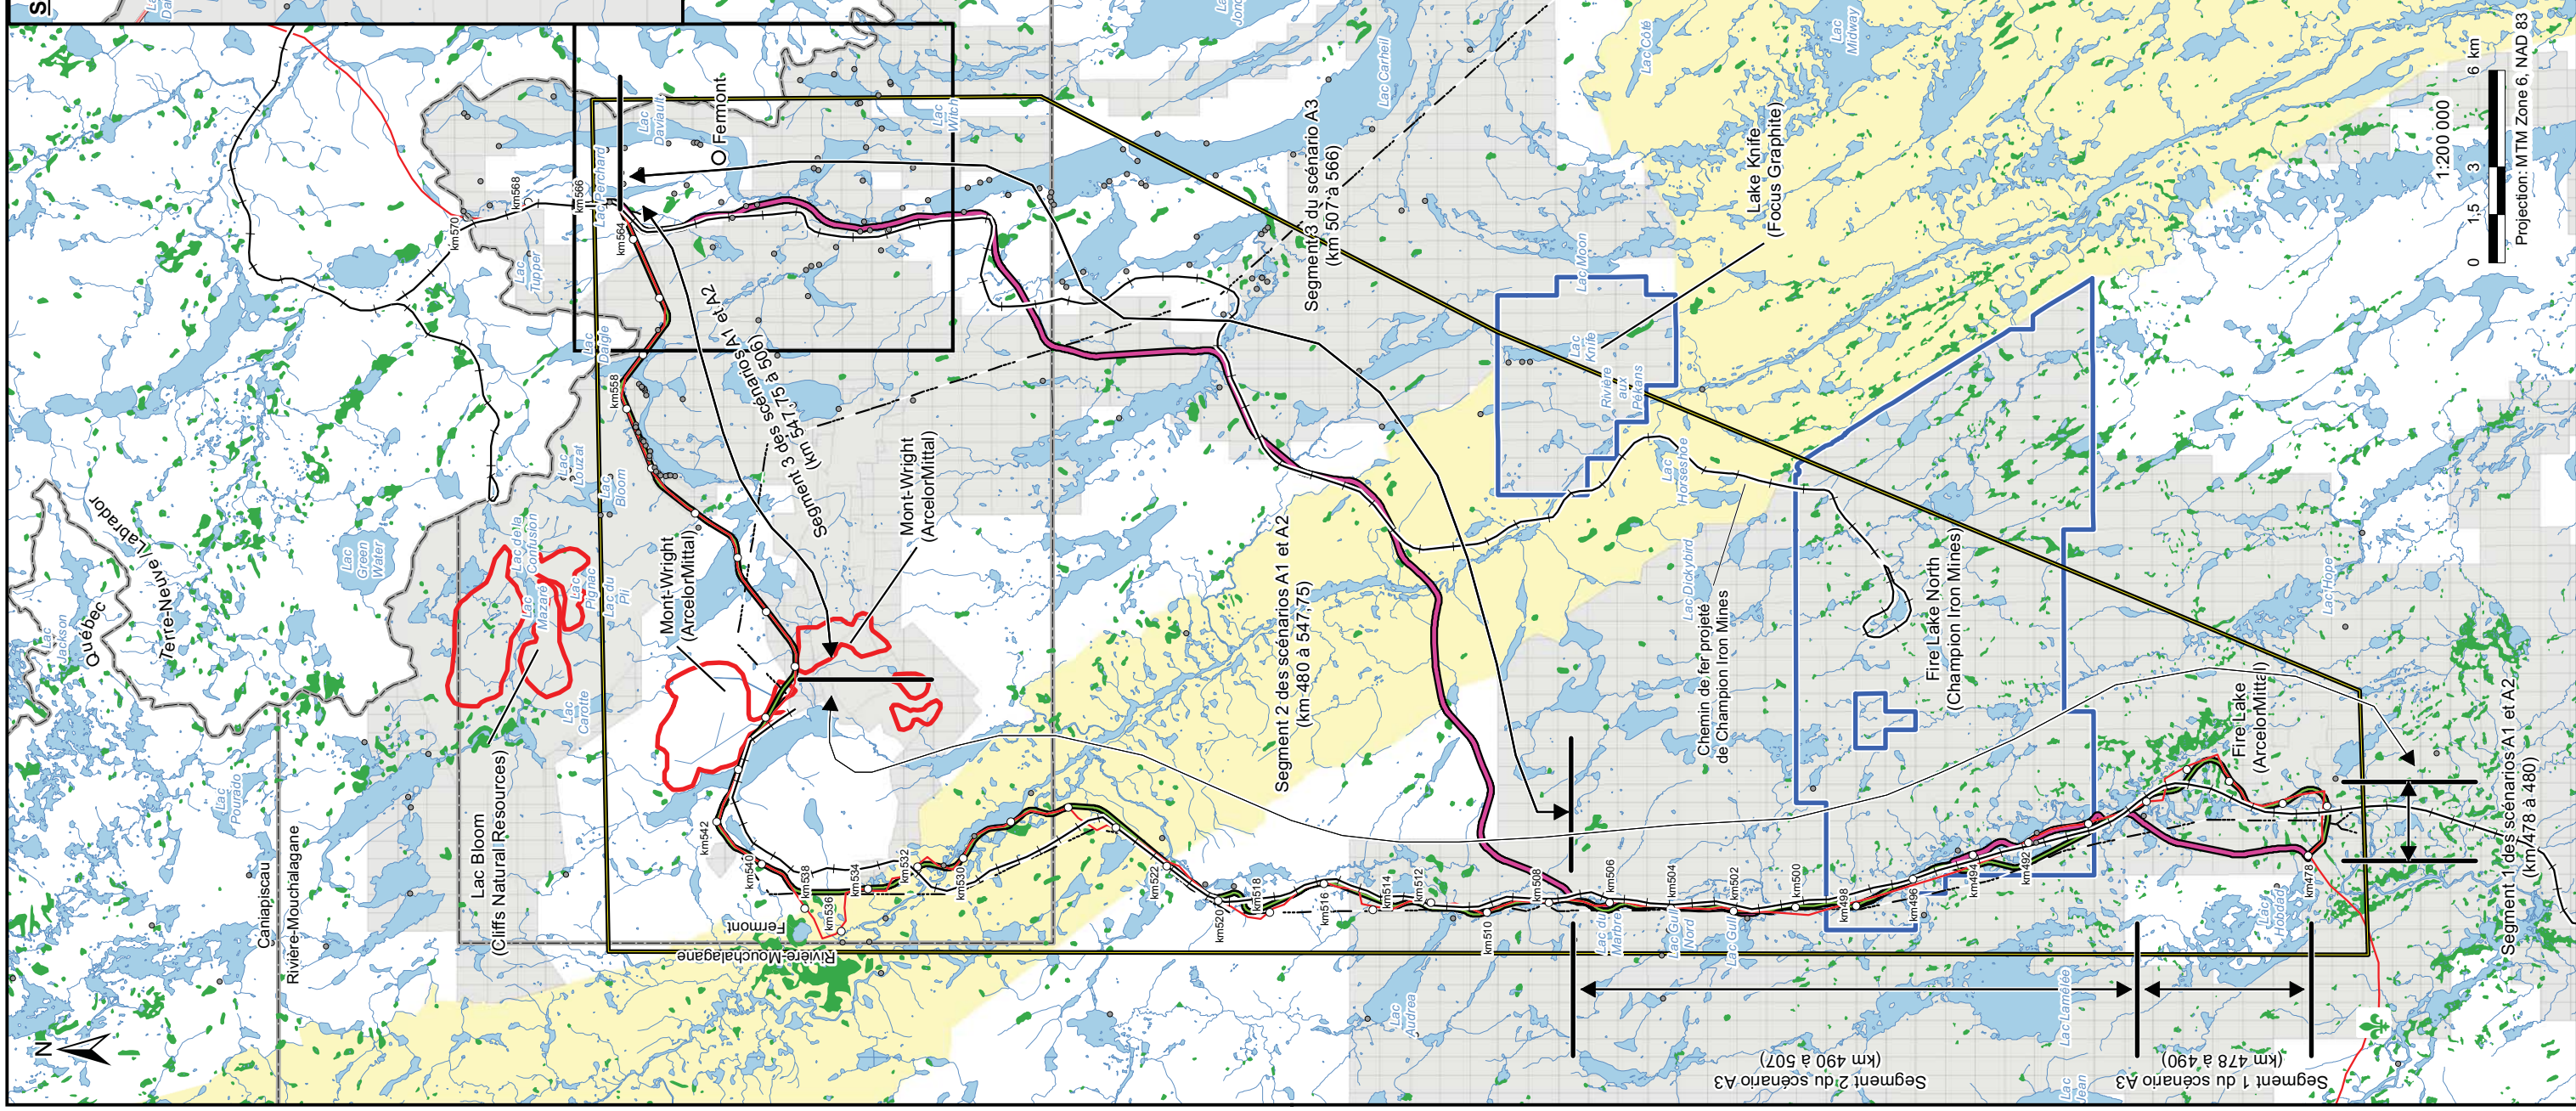 S
N
Lac
Jackson
Québec
Terre-Neuve / Labrador
Lac
Pourado
Caniapiscau
Rivière-Mouchalagane
Lac
Green
Water
Lac Bloom
(Cliffs Natural Resources)
Lac de la
Confusion
Lac
Mazaré
Lac
Pignac
Lac du
Pli
Lac
Carotte
Lac
Louzat
Lac
Bloom
Lac
Daigle
Lac
Tupper
km570
km568
km566
km564
Lac Perchard
Lac
Daviault
Fermont
Lac
Witch
km558
Segment 3 des scénarios A1 et A2
(km 547,75 à 506)
Mont-Wright
(ArcelorMittal)
Mont-Wright
(ArcelorMittal)
km542
km540
km538
km536
km534
km532
km530
Fermont
Rivière-Mouchalagane
km522
km520
km518
km516
km514
km512
km510
km508
km506
km504
km502
km500
km498
km496
km494
km492
km478
Segment 2 des scénarios A1 et A2
(km 480 à 547,75)
Segment 3 du scénario A3
(km 507 à 566)
Lac Carheil
Lac Côté
Lac
Midway
Lac Moon
Lac
Knife
Rivière
aux
Pékans
Lake Knife
(Focus Graphite)
Lac
Horseshoe
Lac Dickybird
Chemin de fer projeté
de Champion Iron Mines
Fire Lake North
(Champion Iron Mines)
Lac Hope
Fire Lake
(ArcelorMittal)
Lac
Audrea
Lac du
Marbre
Lac Gull
Nord
Lac Gull
Lac Lamêlée
Lac
Hobdad
Lac
Jean
Segment 2 du scénario A3
(km 490 à 507)
Segment 1 du scénario A3
(km 478 à 490)
Segment 1 des scénarios A1 et A2
(km 478 à 480)
1:200 000
0 1,5 3 6 km
Projection: MTM Zone 6, NAD 83